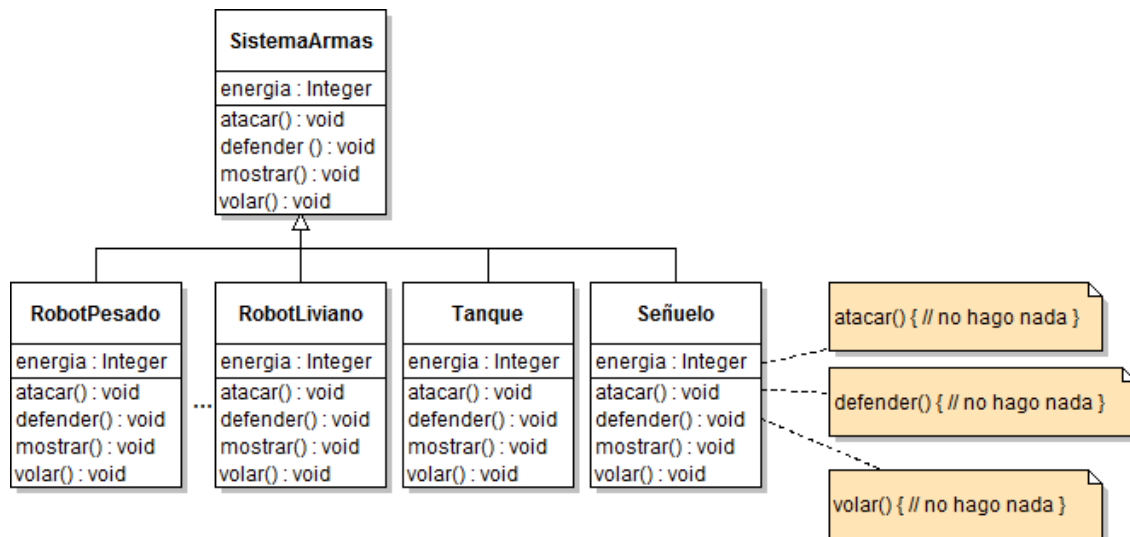 SistemaArmas
energia : Integer
atacar() : void
defender () : void
mostrar() : void
volar() : void
RobotPesado
energia : Integer
atacar() : void
defender() : void
mostrar() : void
volar() : void
...
RobotLiviano
energia : Integer
atacar() : void
defender() : void
mostrar() : void
volar() : void
Tanque
energia : Integer
atacar() : void
defender() : void
mostrar() : void
volar() : void
Señuelo
energia : Integer
atacar() : void
defender() : void
mostrar() : void
volar() : void
atacar() { // no hago nada }
defender() { // no hago nada }
volar() { // no hago nada }